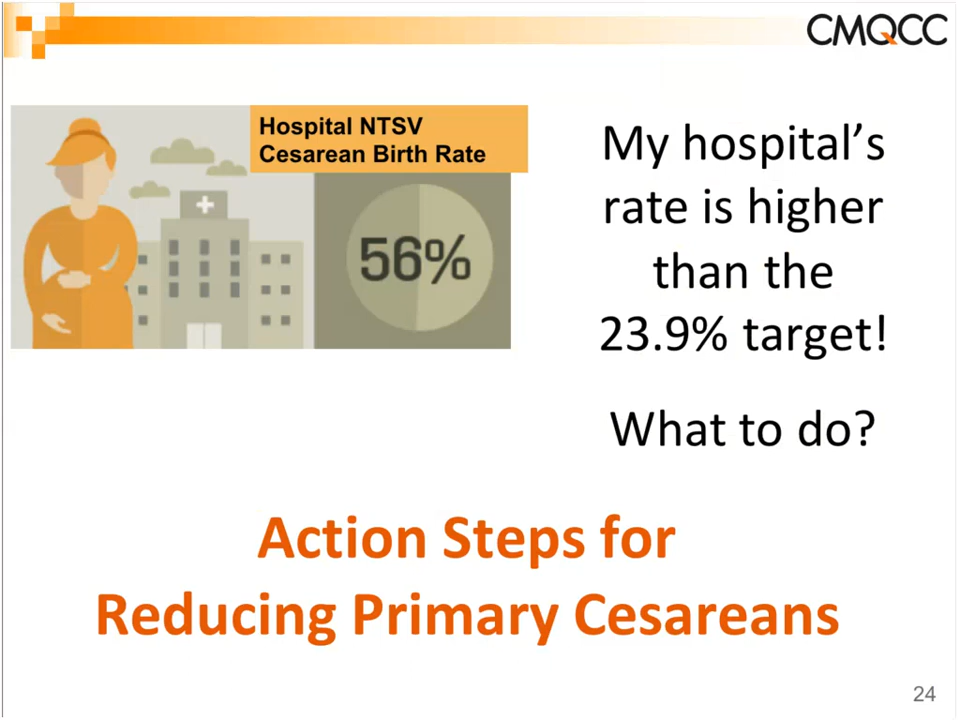 CMQCC
Hospital NTSV
Cesarean Birth Rate
56%
My hospital's
rate is higher
than the
23.9% target!
What to do?
Action Steps for
Reducing Primary Cesareans
24